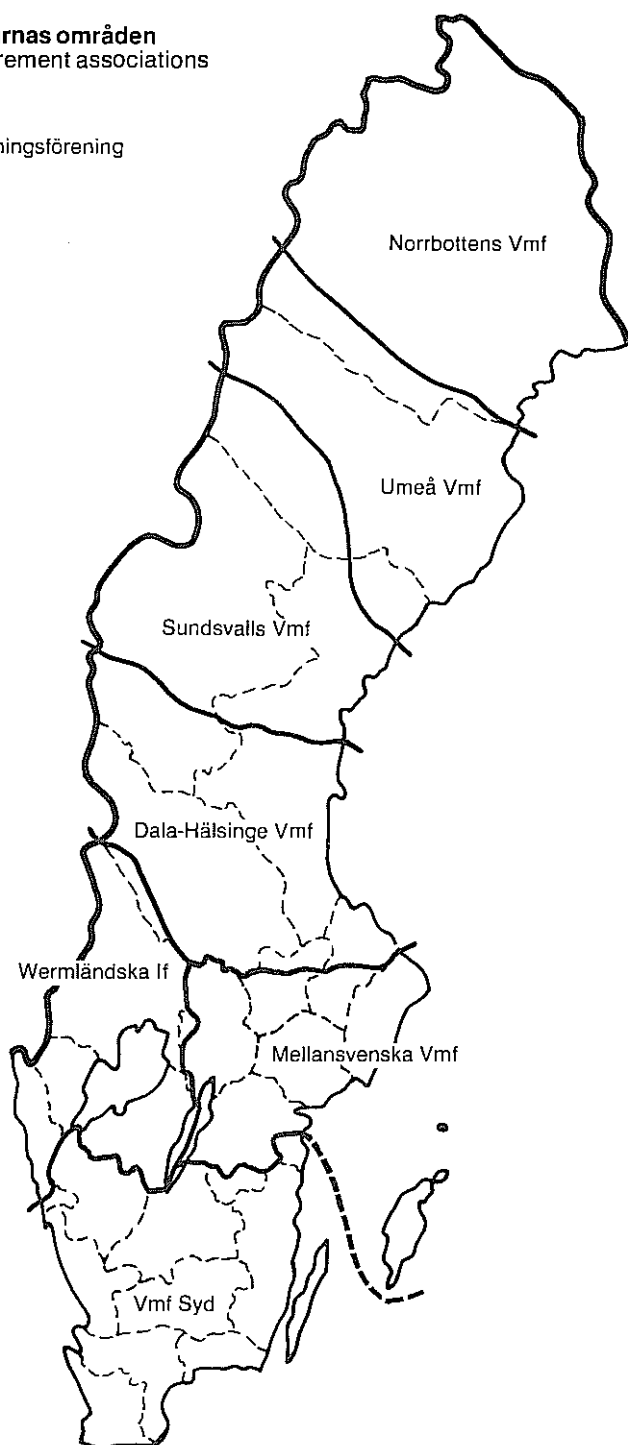 rnas områden
rement associations
ningsförening
Norrbottens Vmf
Umeå Vmf
Sundsvalls Vmf
Dala-Hälsinge Vmf
Wermländska If
Mellansvenska Vmf
Vmf Syd